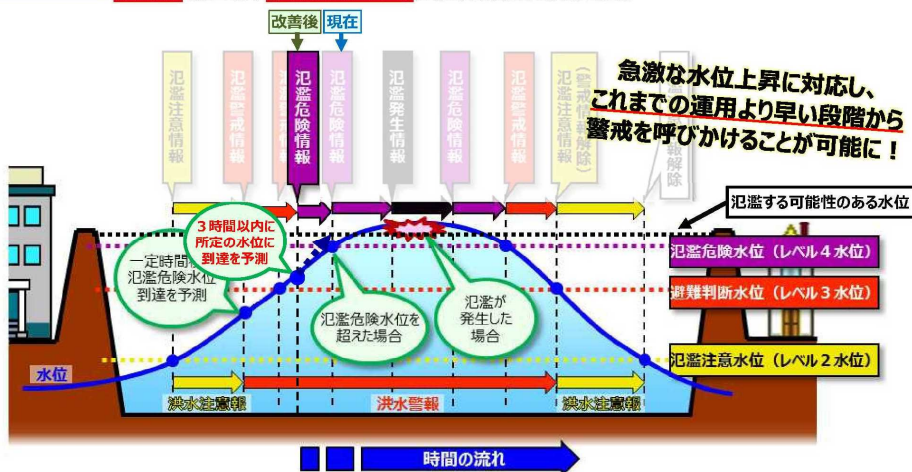 改善後
現在
氾濫注意情報
氾濫警戒情報
氾濫危険情報
氾濫危険情報
氾濫発生情報
氾濫危険情報
氾濫警戒情報
氾濫注意情報
(警戒情報解除)
急激な水位上昇に対応し、
これまでの運用より早い段階から
警戒を呼びかけることが可能に!
氾濫する可能性のある水位
氾濫危険水位(レベル4水位)
避難判断水位(レベル3水位)
氾濫注意水位(レベル2水位)
3時間以内に
所定の水位に
到達を予測
一定時間
氾濫危険水位
到達を予測
氾濫危険水位を
超えた場合
氾濫が
発生した
場合
水位
洪水注意報
洪水警報
洪水注意報
時間の流れ